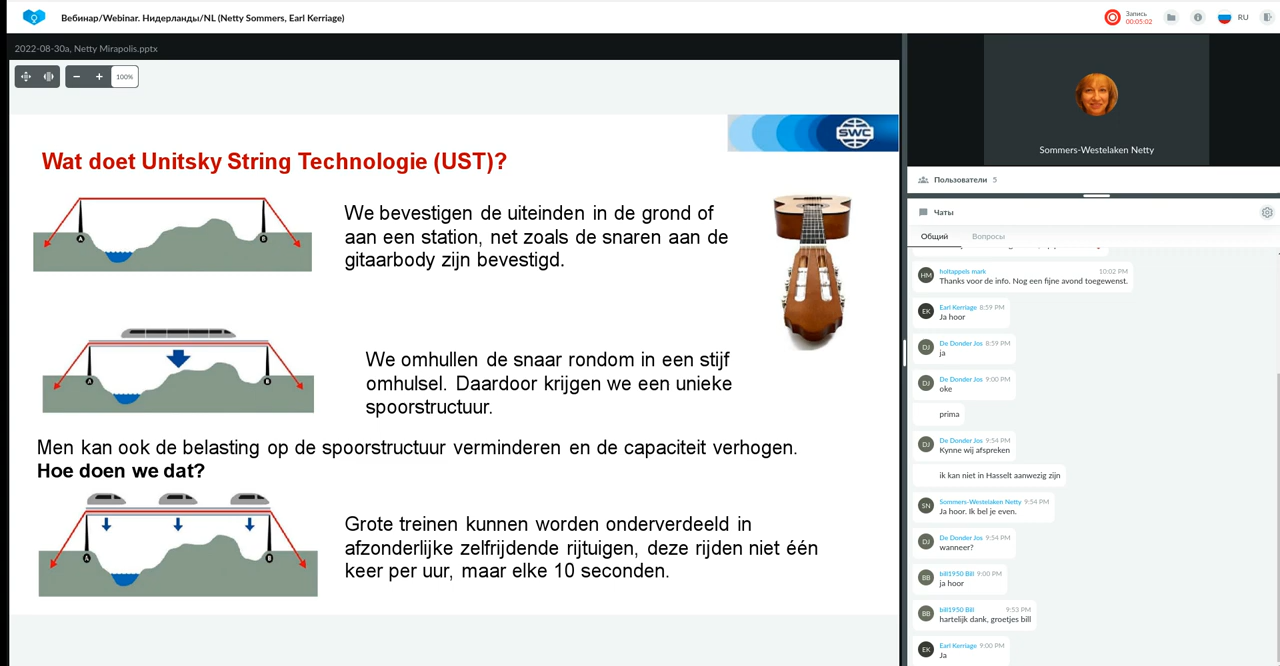 Вебинар/Webinar. Нидерланды/NL (Netty Sommers, Earl Kerriage)
Запись
00:05:02
RU
2022-08-30a, Netty Mirapolis.pptx
100%
SWC
Wat doet Unitsky String Technologie (UST)?
A
B
We bevestigen de uiteinden in de grond of
aan een station, net zoals de snaren aan de
gitaarbody zijn bevestigd.
A
B
We omhullen de snaar rondom in een stijf
omhulsel. Daardoor krijgen we een unieke
spoorstructuur.
Men kan ook de belasting op de spoorstructuur verminderen en de capaciteit verhogen.
Hoe doen we dat?
A
B
Grote treinen kunnen worden onderverdeeld in
afzonderlijke zelfrijdende rijtuigen, deze rijden niet één
keer per uur, maar elke 10 seconden.
Sommers-Westelaken Netty
Пользователи 5
Чаты
Общий Вопросы
HM
holtappels mark 10:02 PM
Thanks voor de info. Nog een fijne avond toegewenst.
EK
Earl Kerriage 8:59 PM
Ja hoor
DJ
De Donder Jos 8:59 PM
ja
DJ
De Donder Jos 9:00 PM
oke
prima
DJ
De Donder Jos 9:54 PM
Kynne wij afspreken
ik kan niet in Hasselt aanwezig zijn
SN
Sommers-Westelaken Netty 9:54 PM
Ja hoor. Ik bel je even.
DJ
De Donder Jos 9:54 PM
wanneer?
BB
bill1950 Bill 9:00 PM
ja hoor
BB
bill1950 Bill 9:53 PM
hartelijk dank, groetjes bill
EK
Earl Kerriage 9:00 PM
Ja